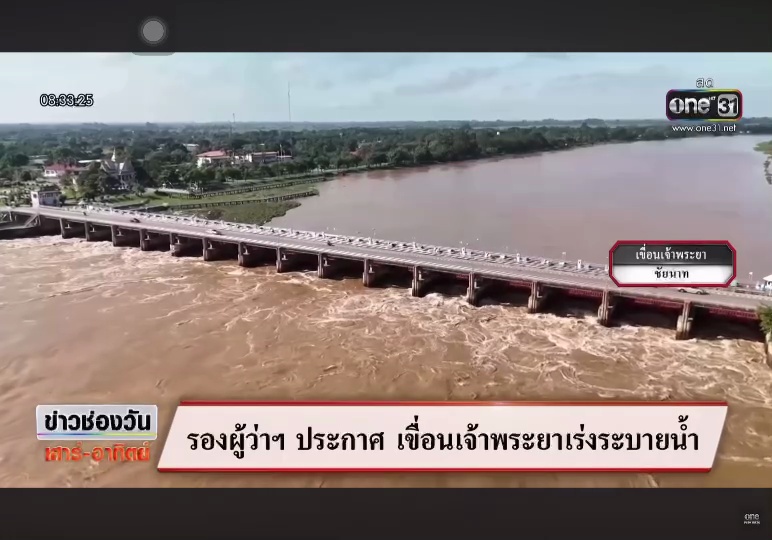 สด
08:33:25
one 31
www.one31.net
เขื่อนเจ้าพระยา
ชัยนาท
ข่าวช่องวัน
เสาร์-อาทิตย์
รองผู้ว่าฯ ประกาศ เขื่อนเจ้าพระยาเร่งระบายน้ำ
one